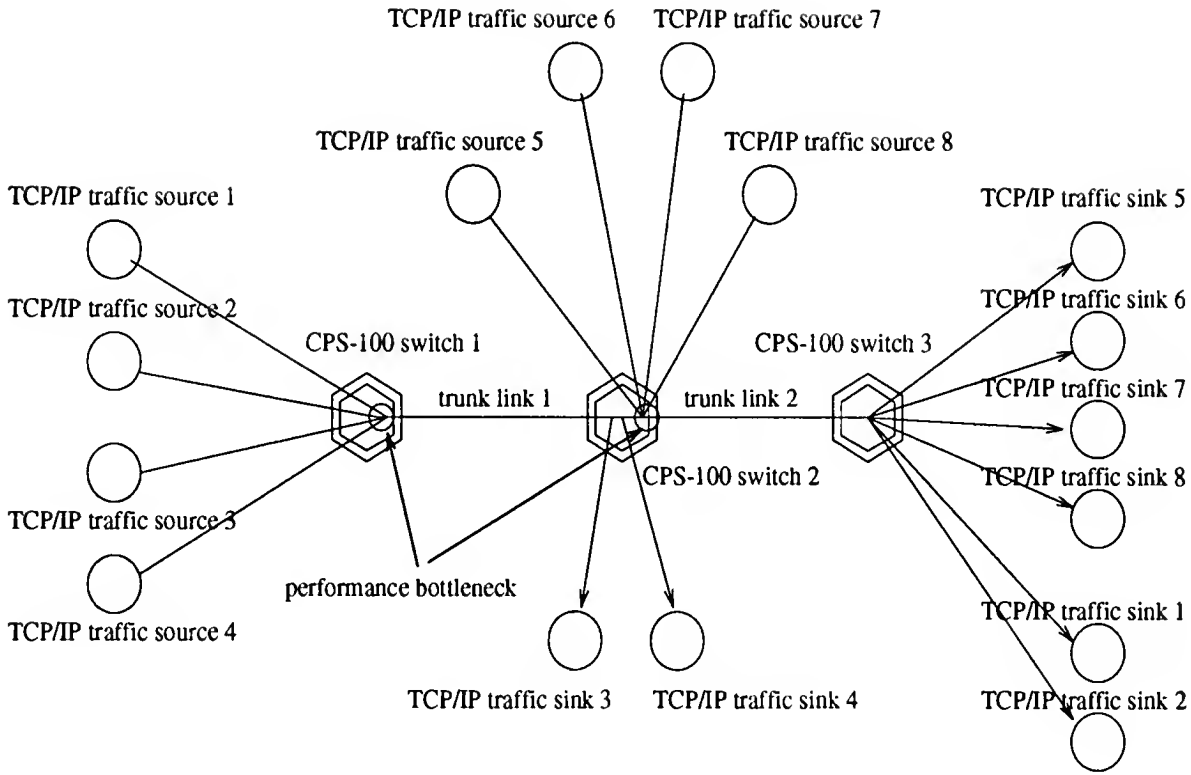 TCP/IP traffic source 6
TCP/IP traffic source 7
TCP/IP traffic source 5
TCP/IP traffic source 8
TCP/IP traffic source 1
TCP/IP traffic sink 5
TCP/IP traffic source 2
TCP/IP traffic sink 6
CPS-100 switch 1
CPS-100 switch 3
trunk link 1
trunk link 2
TCP/IP traffic sink 7
CPS-100 switch 2
TCP/IP traffic sink 8
TCP/IP traffic source 3
performance bottleneck
TCP/IP traffic sink 1
TCP/IP traffic source 4
TCP/IP traffic sink 3
TCP/IP traffic sink 4
TCP/IP traffic sink 2